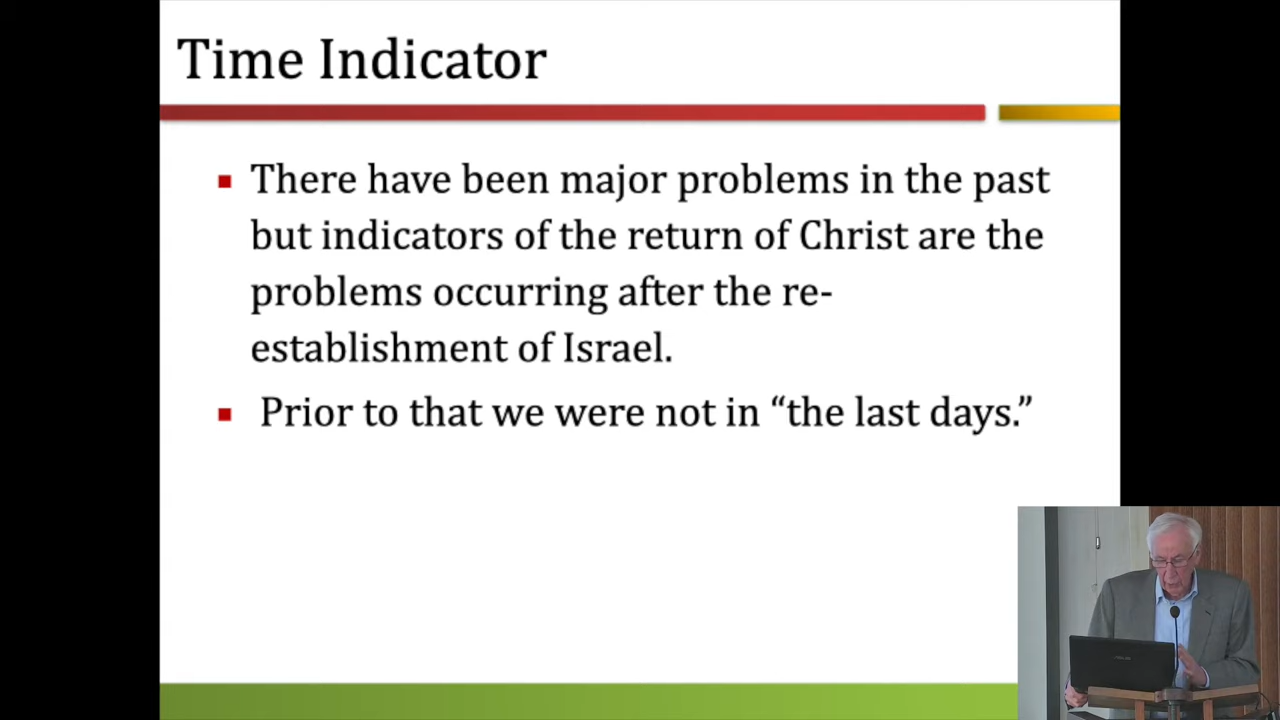 Time Indicator
There have been major problems in the past
but indicators of the return of Christ are the
problems occurring after the re-
establishment of Israel.
Prior to that we were not in “the last days.”